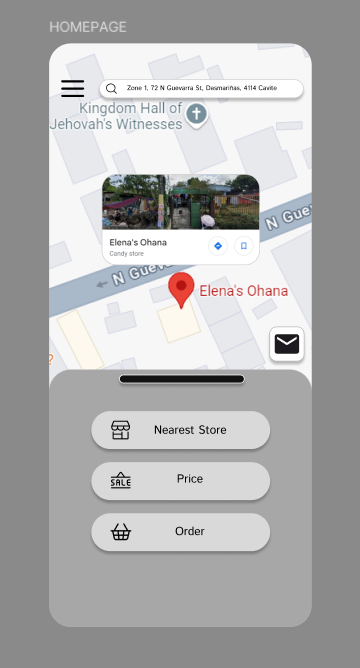 HOMEPAGE
Zone 1, 72 N Guevarra St, Dasmariñas, 4114 Cavite
Kingdom Hall of
Jehovah's Witnesses
Elena's Ohana
Candy store
N Gue
N Guev
Elena's Ohana
?
Nearest Store
SALE
Price
Order